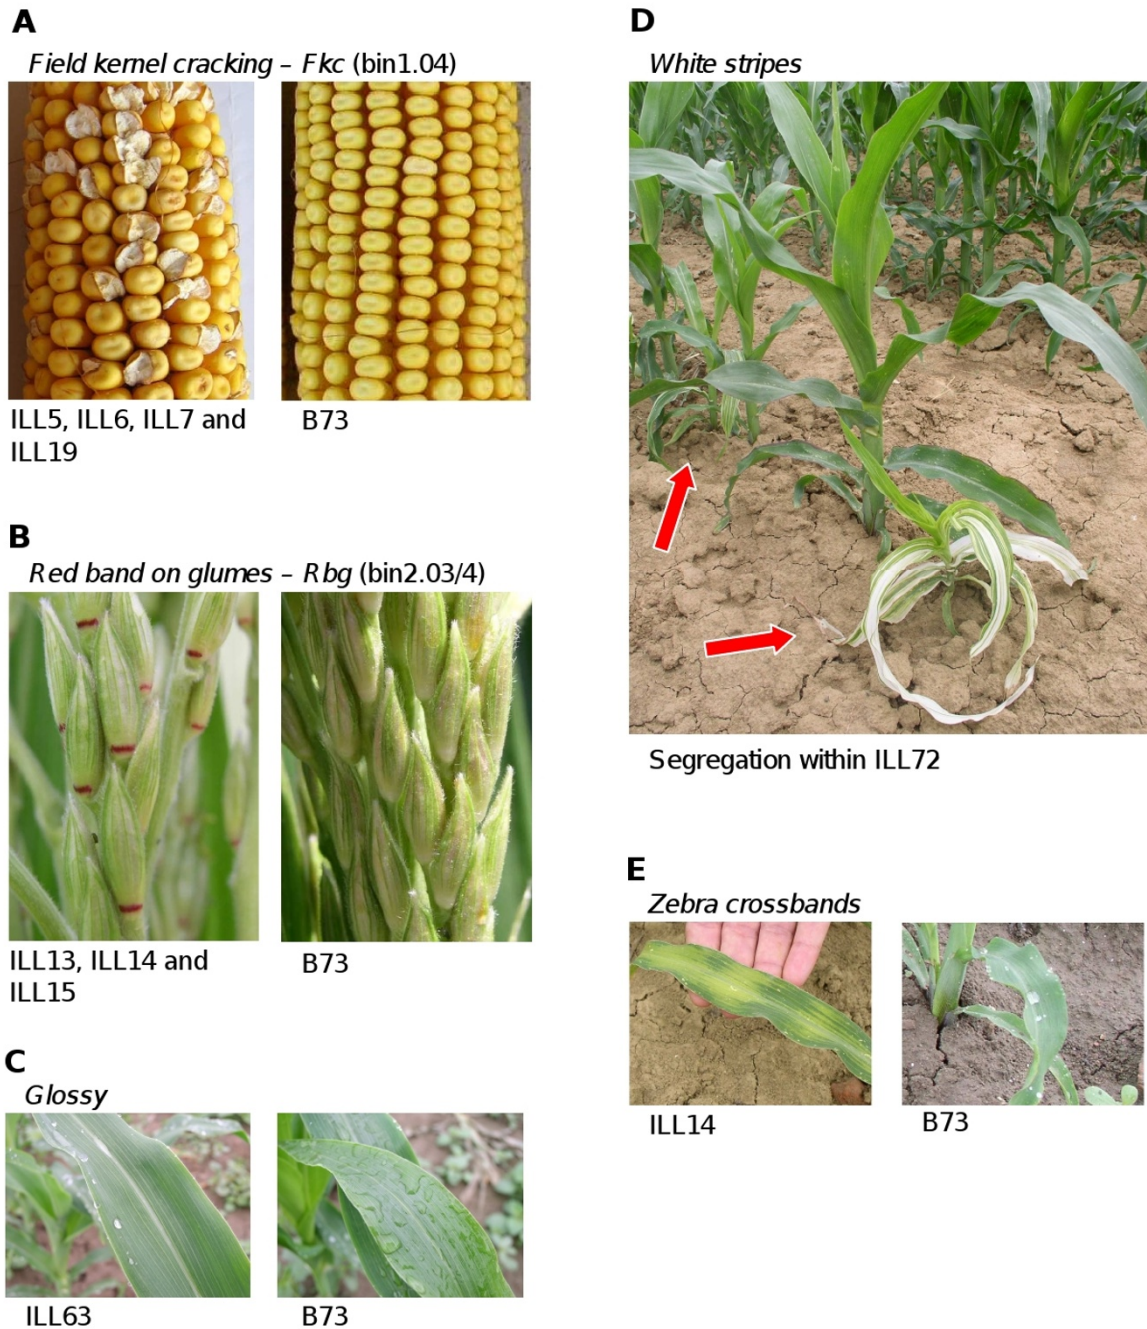 A
Field kernel cracking – Fkc (bin1.04)
ILL5, ILL6, ILL7 and
ILL19
B73
B
Red band on glumes – Rbg (bin2.03/4)
ILL13, ILL14 and
ILL15
B73
C
Glossy
ILL63
B73
D
White stripes
Segregation within ILL72
E
Zebra crossbands
ILL14
B73